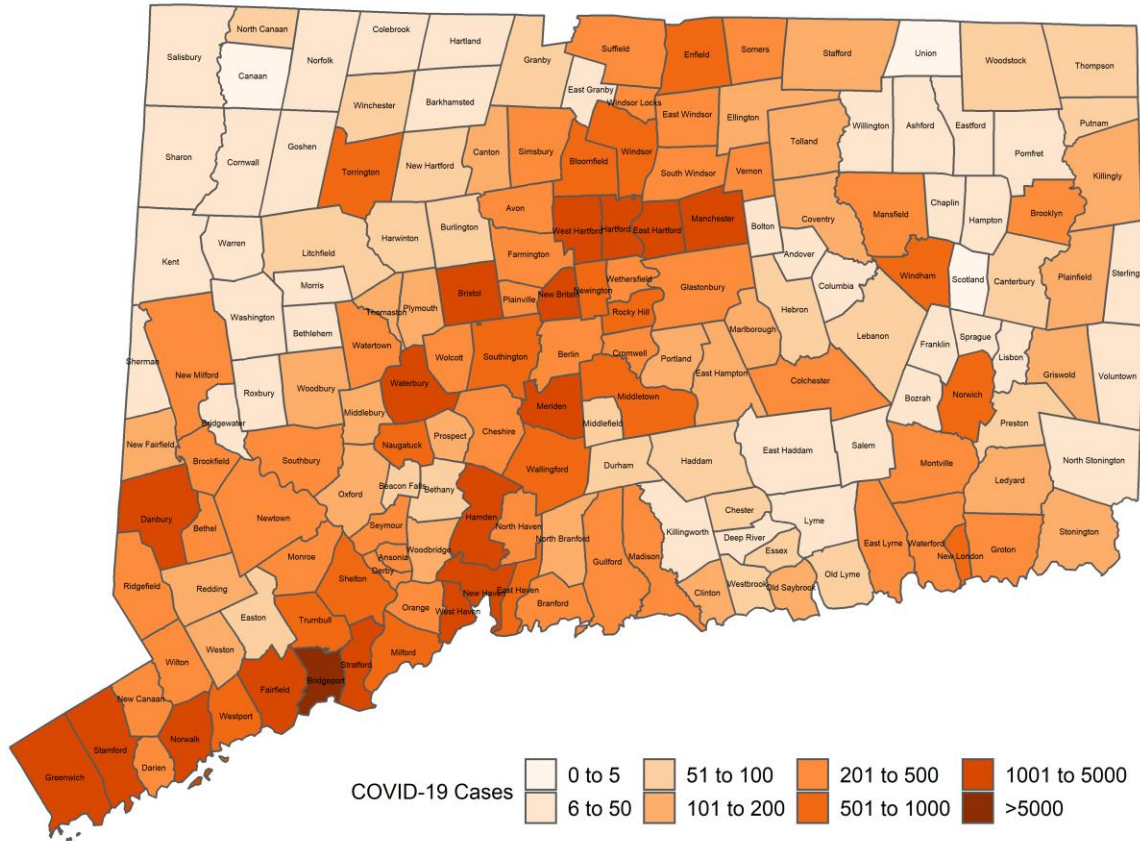 North Canaan
Colebrook
Hartland
Salisbury
Canaan
Norfolk
Granby
Suffield
Enfield
Somers
Stafford
Union
Woodstock
Thompson
East Granby
Winchester
Barkhamsted
Windsor Locks
East Windsor
Ellington
Willington
Ashford
Eastford
Putnam
Sharon
Cornwall
Goshen
Torrington
New Hartford
Canton
Simsbury
Bloomfield
Windsor
South Windsor
Vernon
Tolland
Pomfret
Killingly
Kent
Warren
Litchfield
Harwinton
Burlington
Avon
West Hartford
Hartford
East Hartford
Manchester
Bolton
Coventry
Mansfield
Chaplin
Hampton
Brooklyn
Morris
Farmington
Andover
Columbia
Windham
Scotland
Canterbury
Plainfield
Sterling
Washington
Bethlehem
Thomaston
Plymouth
Bristol
Plainville
New Britain
Newington
Wethersfield
Glastonbury
Hebron
Lebanon
Rocky Hill
Sherman
New Milford
Watertown
Wolcott
Southington
Berlin
Cromwell
Portland
Marlborough
East Hampton
Colchester
Franklin
Sprague
Lisbon
Griswold
Voluntown
Roxbury
Woodbury
Waterbury
Meriden
Middletown
Bozrah
Norwich
Bridgewater
Middlebury
Middlefield
Preston
New Fairfield
Brookfield
Southbury
Naugatuck
Prospect
Cheshire
Wallingford
Durham
Haddam
East Haddam
Salem
Montville
North Stonington
Oxford
Beacon Falls
Bethany
Ledyard
Danbury
Bethel
Newtown
Seymour
Hamden
North Haven
North Branford
Guilford
Madison
Killingworth
Chester
Deep River
Essex
Lyme
East Lyme
Waterford
New London
Groton
Stonington
Ridgefield
Redding
Monroe
Shelton
Ansonia
Derby
Woodbridge
Clinton
Westbrook
Old Saybrook
Old Lyme
Easton
Trumbull
Orange
West Haven
New Haven
East Haven
Branford
Wilton
Weston
Milford
Stratford
Bridgeport
Fairfield
New Canaan
Westport
Norwalk
Darien
Stamford
Greenwich
COVID-19 Cases
0 to 5
51 to 100
201 to 500
1001 to 5000
6 to 50
101 to 200
501 to 1000
>5000